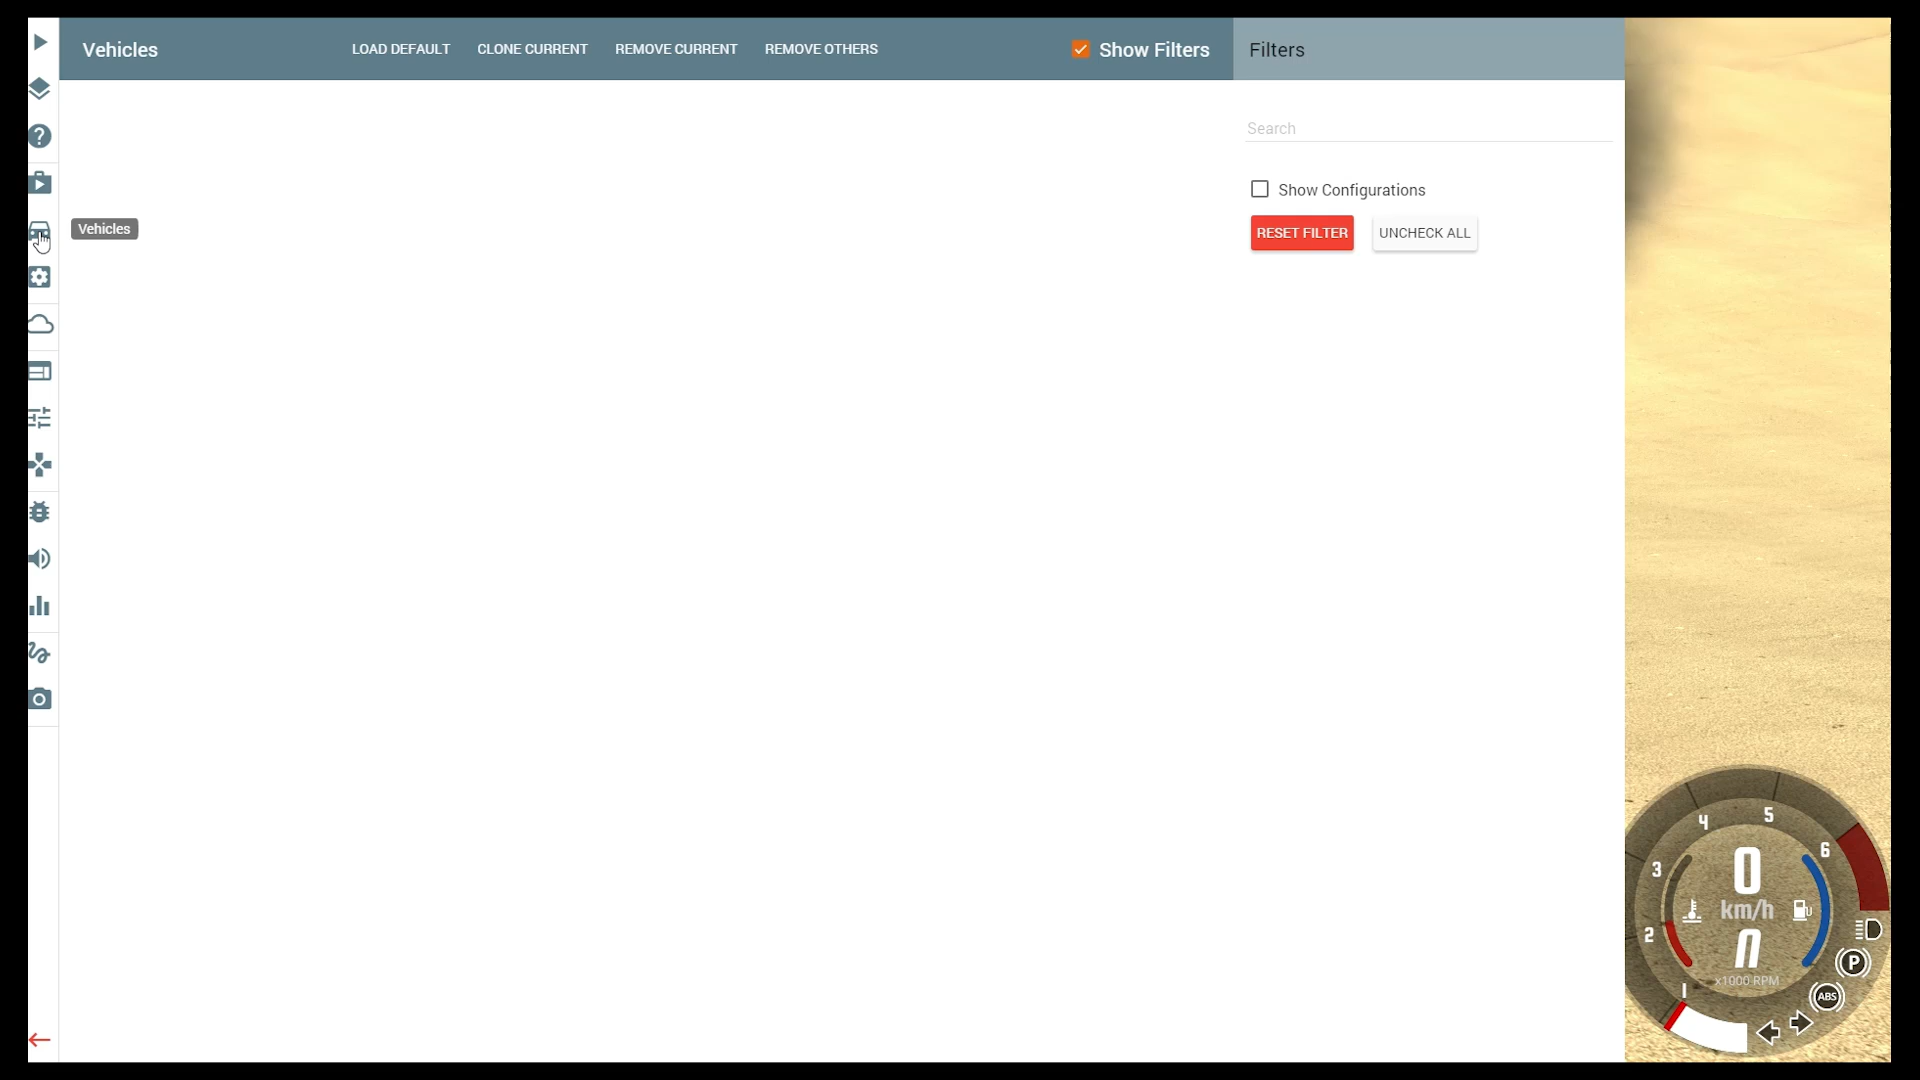 Vehicles
LOAD DEFAULT
CLONE CURRENT
REMOVE CURRENT
REMOVE OTHERS
Show Filters
Filters
Search
Show Configurations
RESET FILTER
UNCHECK ALL
Vehicles
4
5
3
6
0
km/h
2
n
x1000 RPM
1
P
ABS